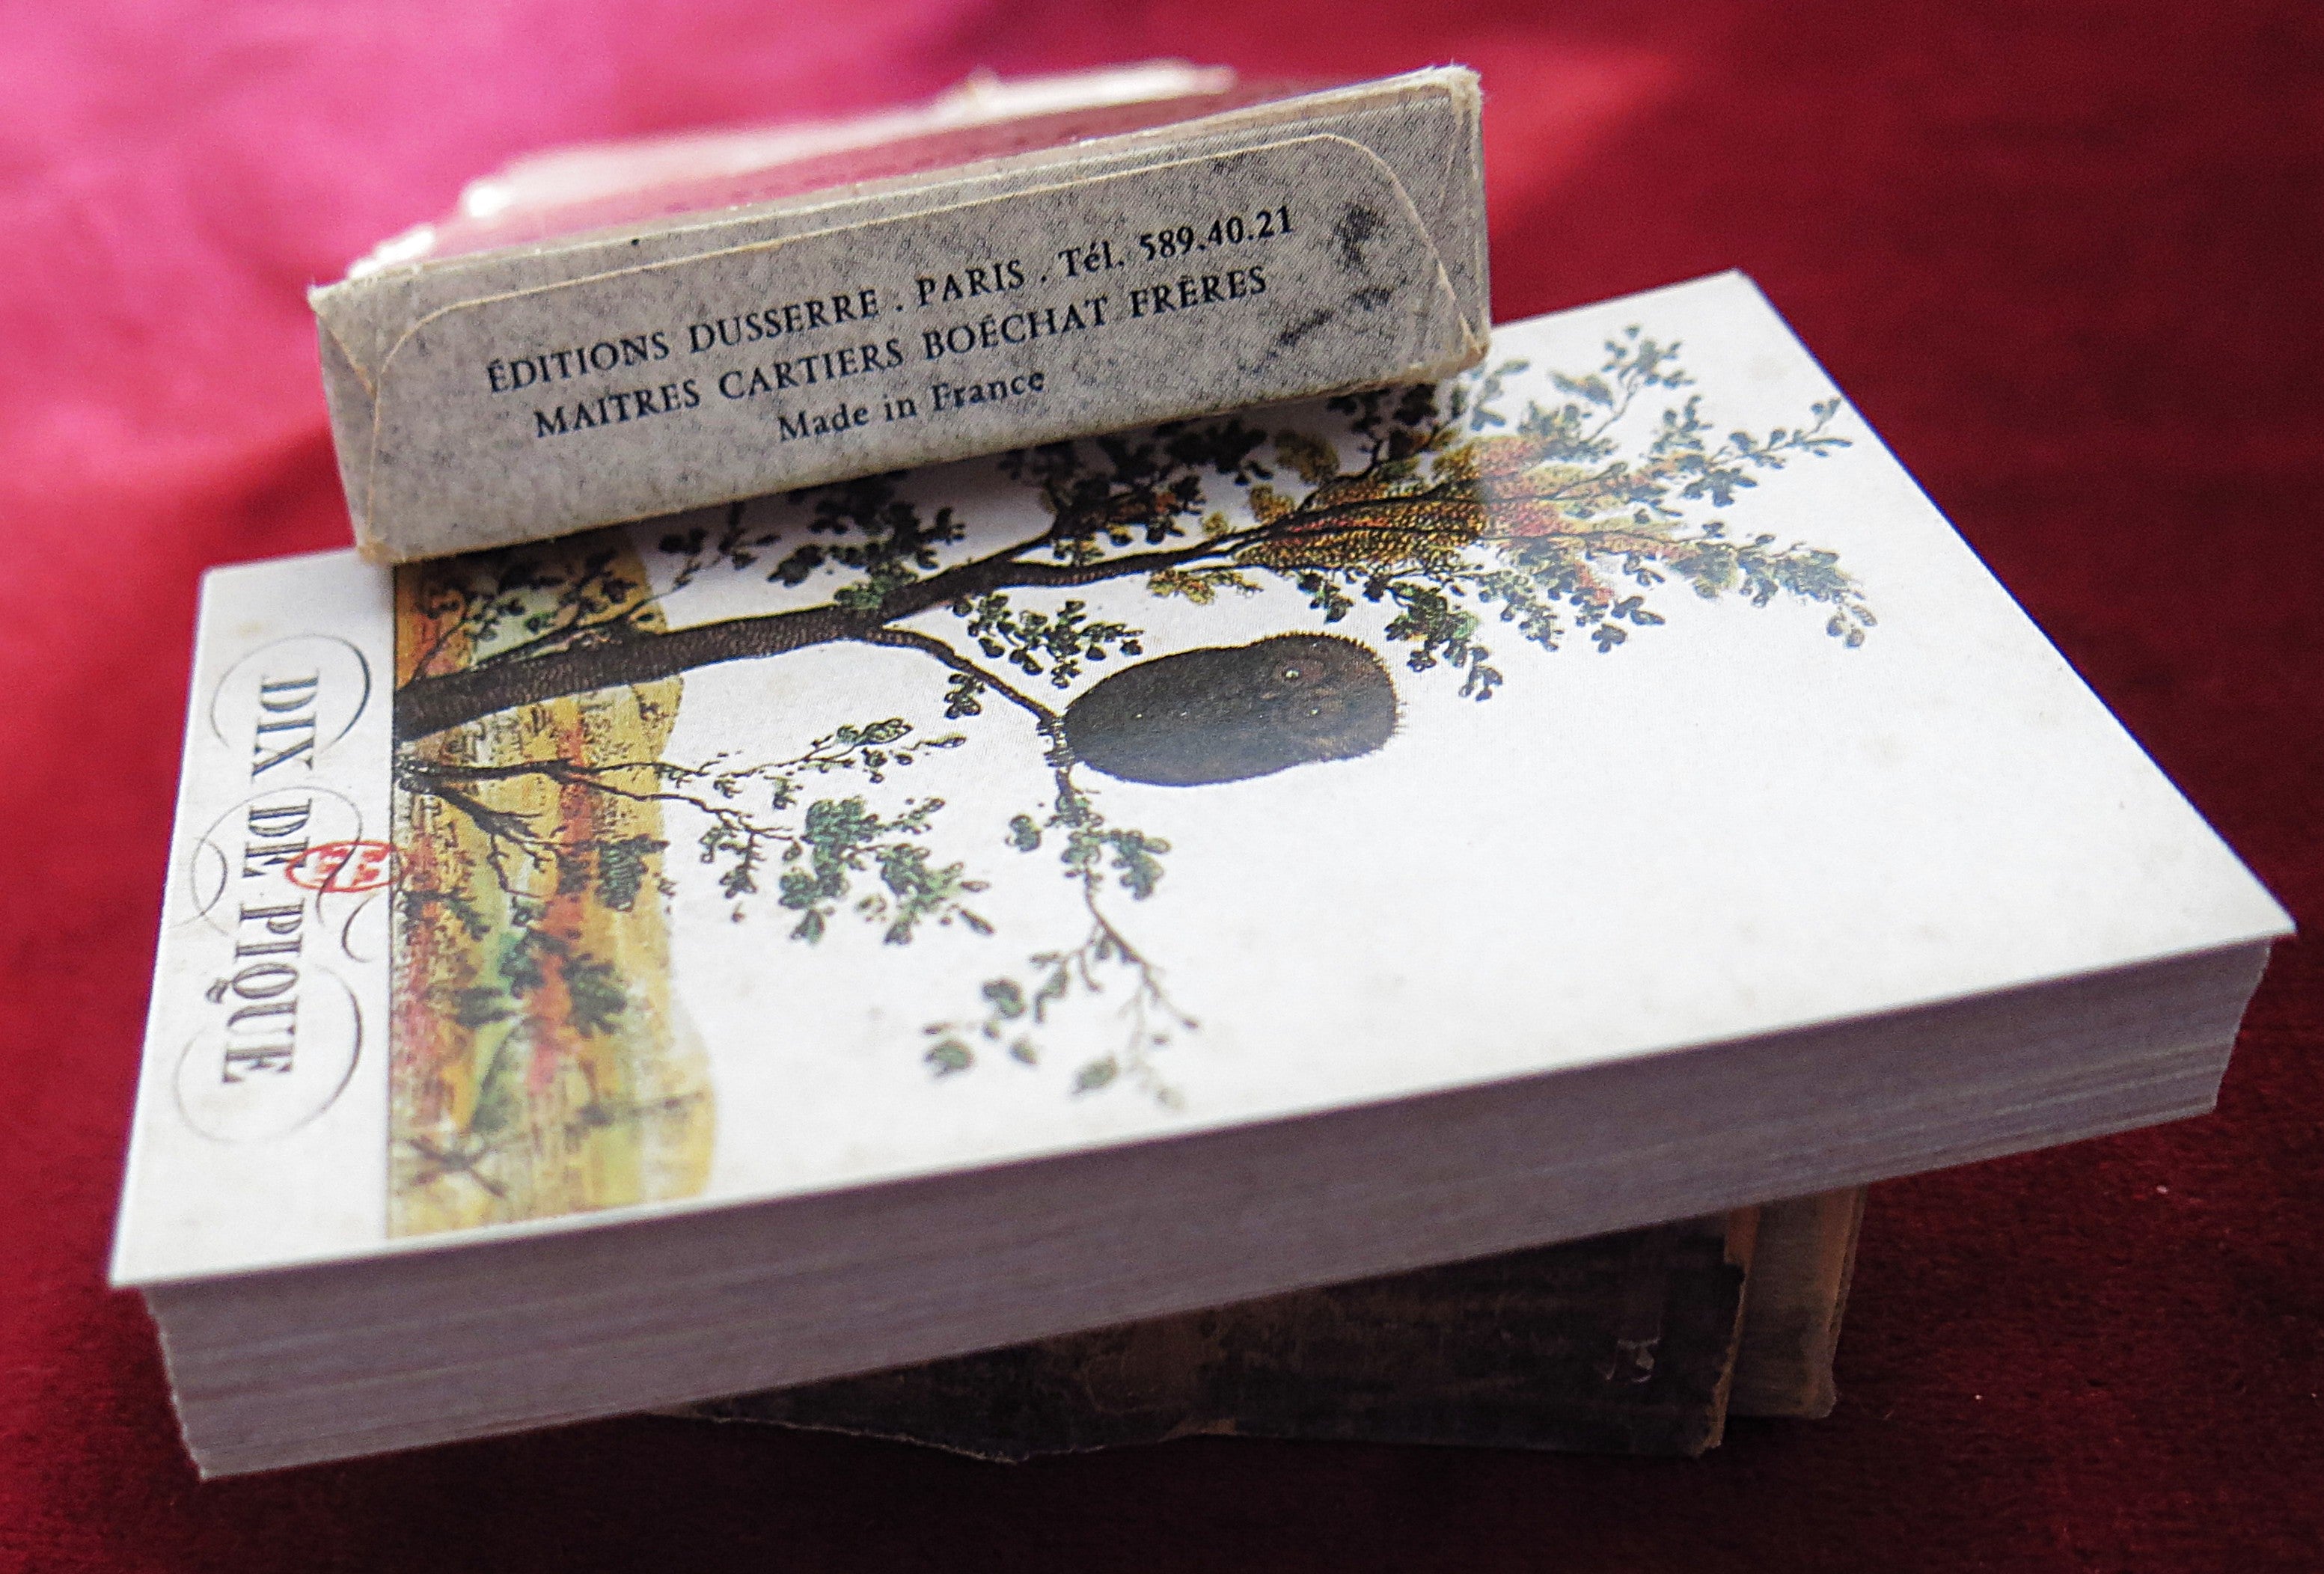 ÉDITIONS DUSSERRE . PARIS . Tél. 589.40.21
MAITRES CARTIERS BOÉCHAT FRÈRES
Made in France
DIX DE PIQUE